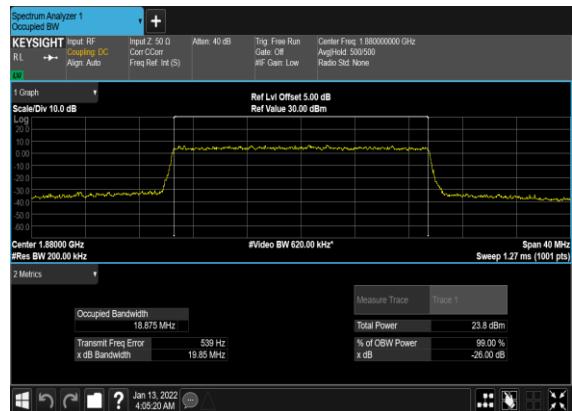 Spectrum Analyzer 1
Occupied BW
+
KEYSIGHT Input: RF Input Z: 50 Ω Atten: 40 dB Trig: Free Run Center Freq: 1.880000000 GHz
R L Coupling: DC Corr CCorr Gate: Off Avg|Hold: 500/500
Align: Auto Freq Ref: Int (S) #IF Gain: Low Radio Std: None
LW
1 Graph
Ref Lvl Offset 5.00 dB
Scale/Div 10.0 dB Ref Value 30.00 dBm
Log
20.0
10.0
0.00
-10.0
-20.0
-30.0
-40.0
-50.0
-60.0
Center 1.88000 GHz #Video BW 620.00 kHz* Span 40 MHz
#Res BW 200.00 kHz Sweep 1.27 ms (1001 pts)
2 Metrics
Measure Trace Trace 1
Occupied Bandwidth
18.875 MHz Total Power 23.8 dBm
Transmit Freq Error 539 Hz % of OBW Power 99.00 %
x dB Bandwidth 19.85 MHz x dB -26.00 dB
? Jan 13, 2022
4:05:20 AM